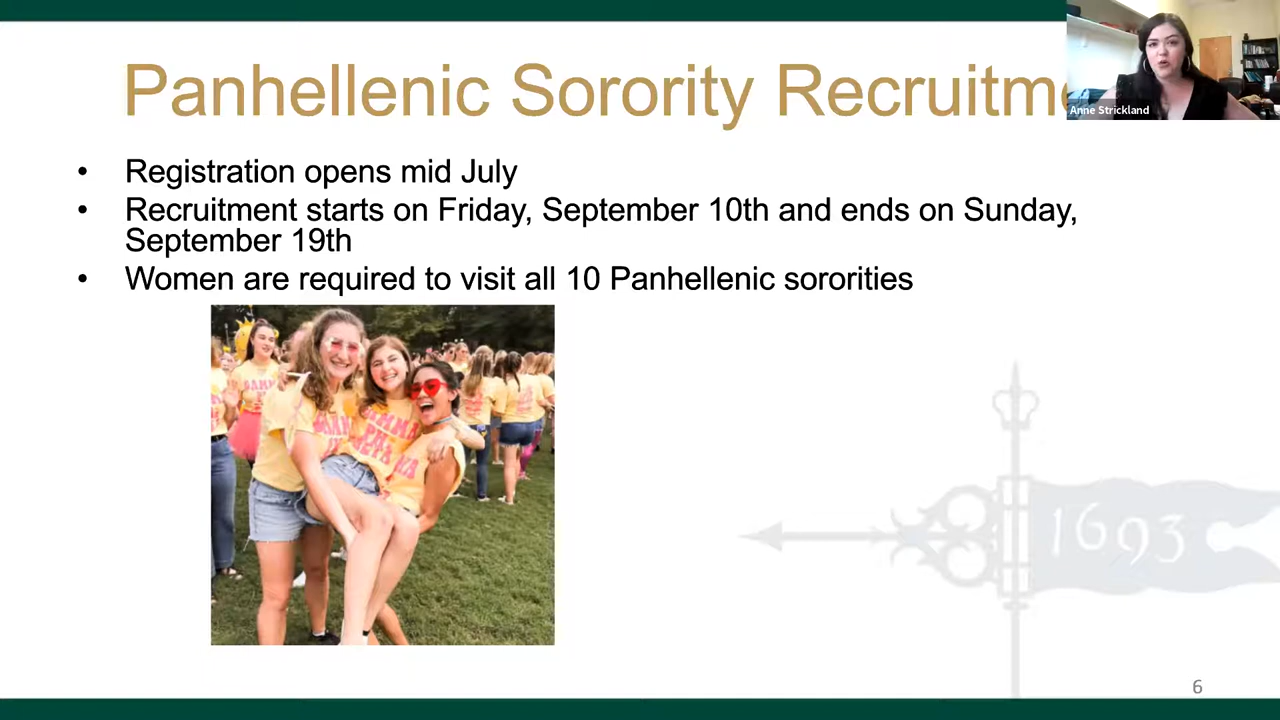 Panhellenic Sorority Recruitm
Anne Strickland
• Registration opens mid July
• Recruitment starts on Friday, September 10th and ends on Sunday,
September 19th
• Women are required to visit all 10 Panhellenic sororities
1693
6